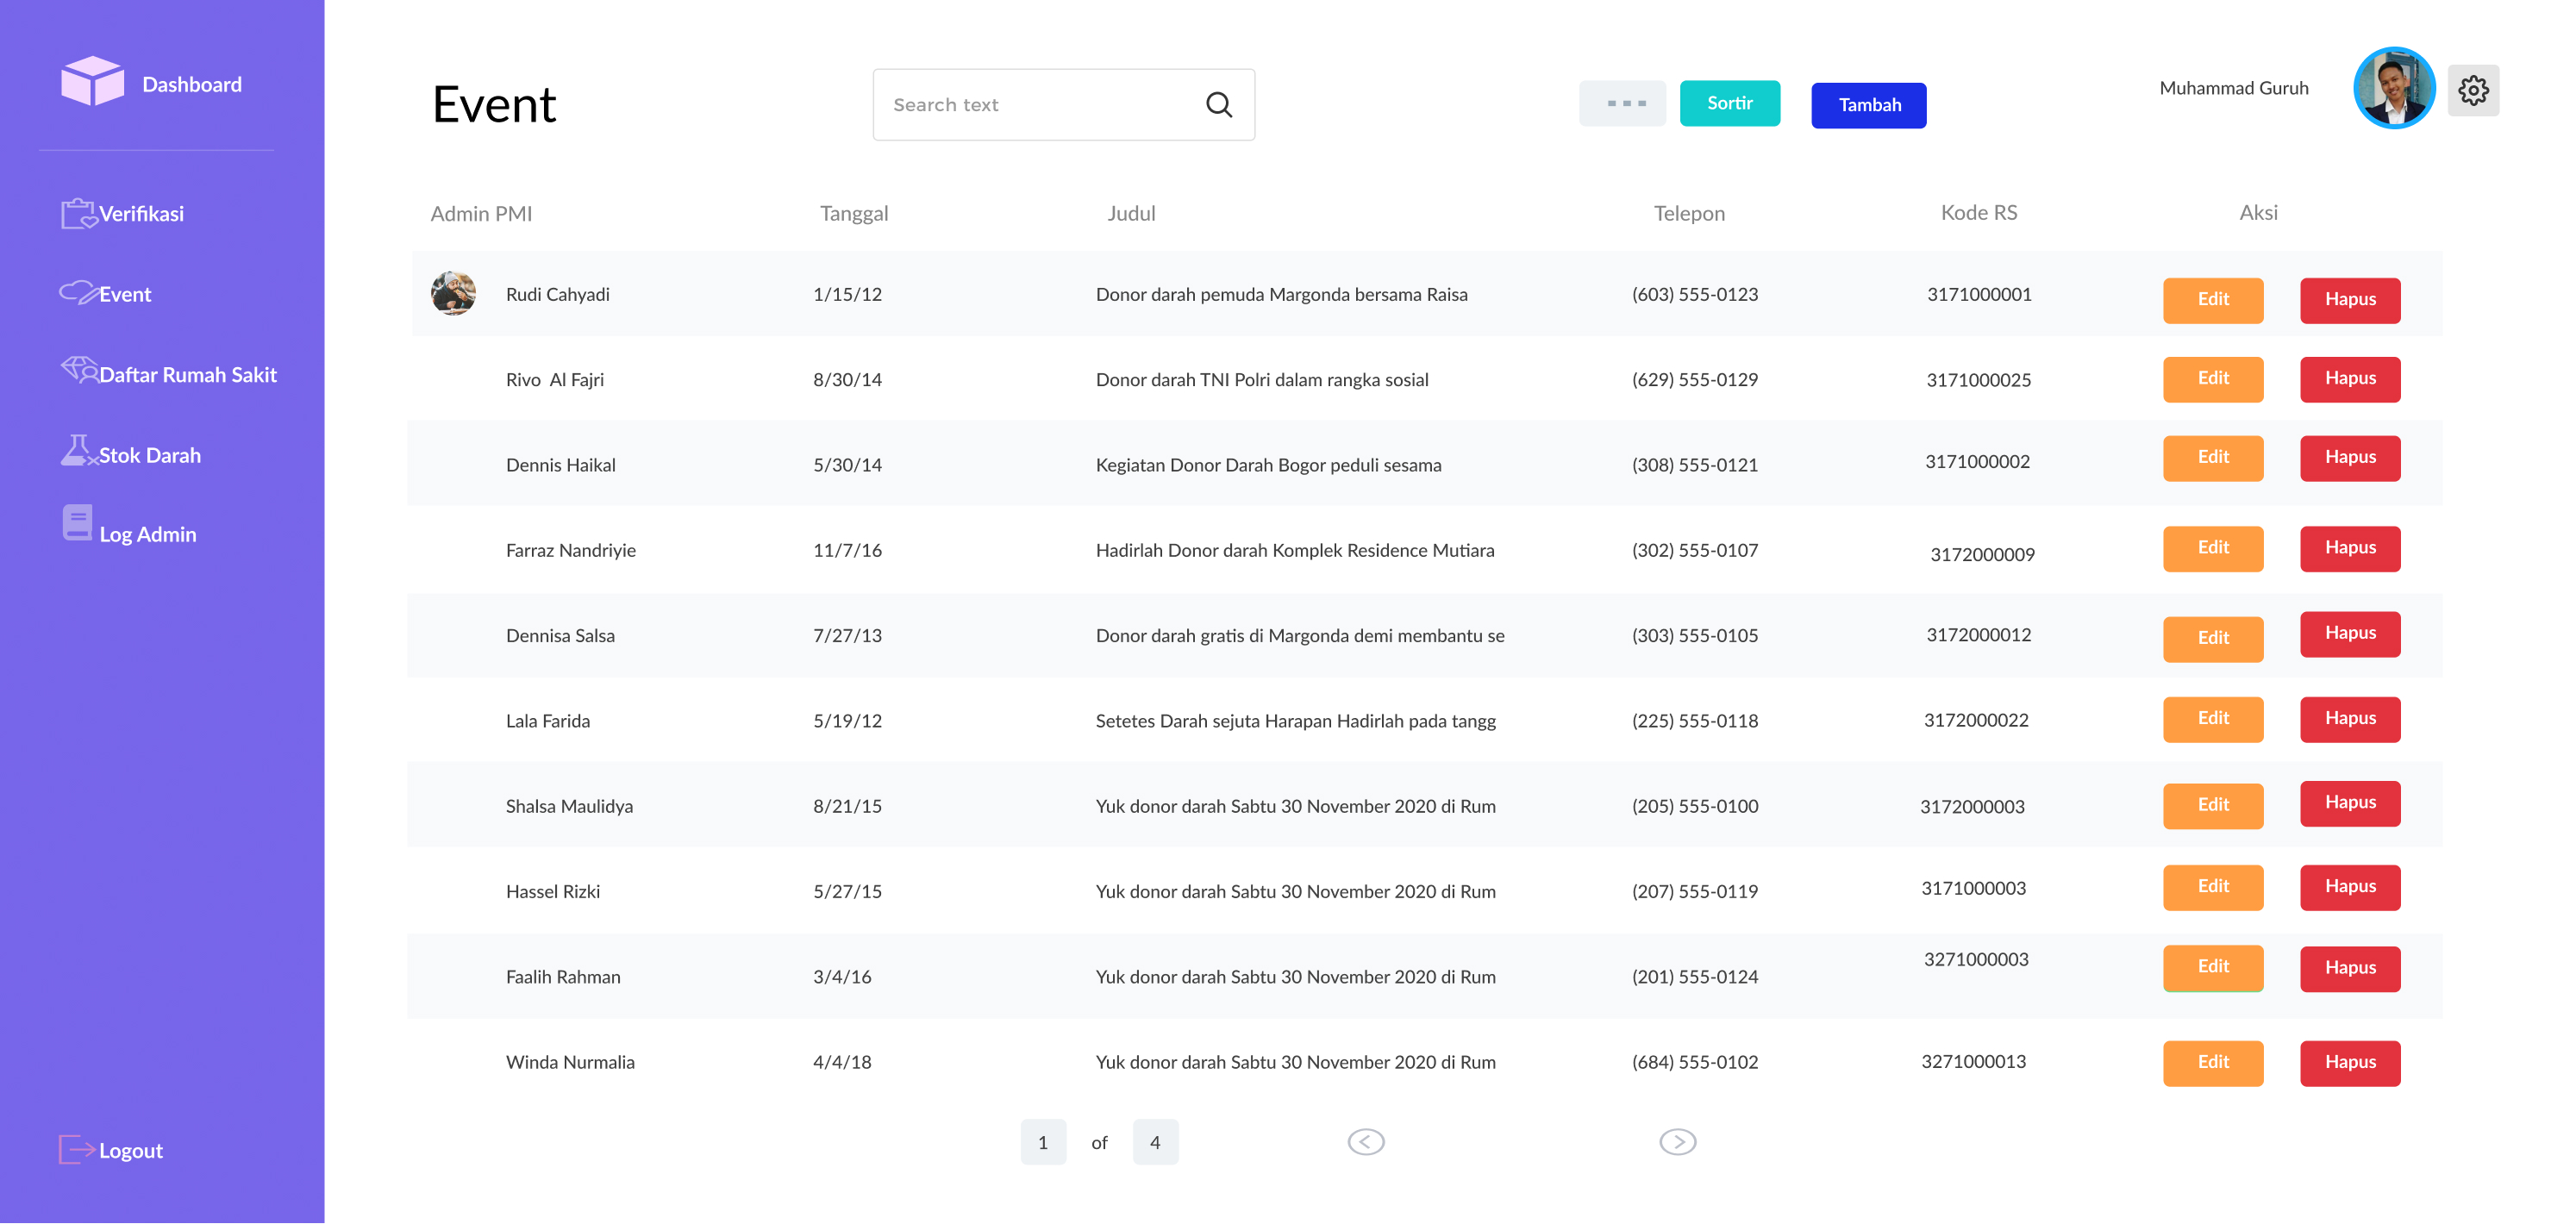 Dashboard
Verifikasi
Event
Daftar Rumah Sakit
Stok Darah
Log Admin
Logout
Event
Search text
Sortir
Tambah
Muhammad Guruh
Admin PMI Tanggal Judul Telepon Kode RS Aksi
Rudi Cahyadi 1/15/12 Donor darah pemuda Margonda bersama Raisa (603) 555-0123 3171000001 Edit Hapus
Rivo Al Fajri 8/30/14 Donor darah TNI Polri dalam rangka sosial (629) 555-0129 3171000025 Edit Hapus
Dennis Haikal 5/30/14 Kegiatan Donor Darah Bogor peduli sesama (308) 555-0121 3171000002 Edit Hapus
Farraz Nandriyie 11/7/16 Hadirlah Donor darah Komplek Residence Mutiara (302) 555-0107 3172000009 Edit Hapus
Dennisa Salsa 7/27/13 Donor darah gratis di Margonda demi membantu se (303) 555-0105 3172000012 Edit Hapus
Lala Farida 5/19/12 Setetes Darah sejuta Harapan Hadirlah pada tangg (225) 555-0118 3172000022 Edit Hapus
Shalsa Maulidya 8/21/15 Yuk donor darah Sabtu 30 November 2020 di Rum (205) 555-0100 3172000003 Edit Hapus
Hassel Rizki 5/27/15 Yuk donor darah Sabtu 30 November 2020 di Rum (207) 555-0119 3171000003 Edit Hapus
Faalih Rahman 3/4/16 Yuk donor darah Sabtu 30 November 2020 di Rum (201) 555-0124 3271000003 Edit Hapus
Winda Nurmalia 4/4/18 Yuk donor darah Sabtu 30 November 2020 di Rum (684) 555-0102 3271000013 Edit Hapus
1 of 4